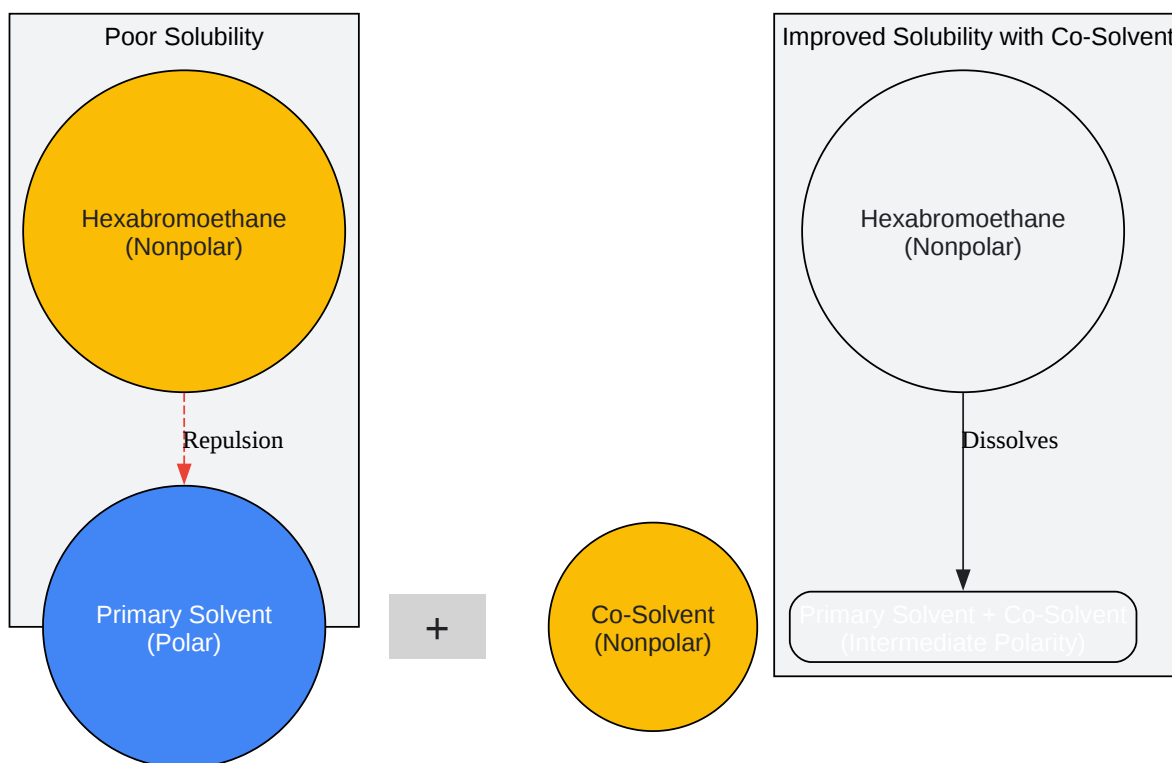 Poor Solubility
Hexabromoethane
(Nonpolar)
Repulsion
Primary Solvent
(Polar)
+
Co-Solvent
(Nonpolar)
Improved Solubility with Co-Solvent
Hexabromoethane
(Nonpolar)
Dissolves
Primary Solvent + Co-Solvent
(Intermediate Polarity)